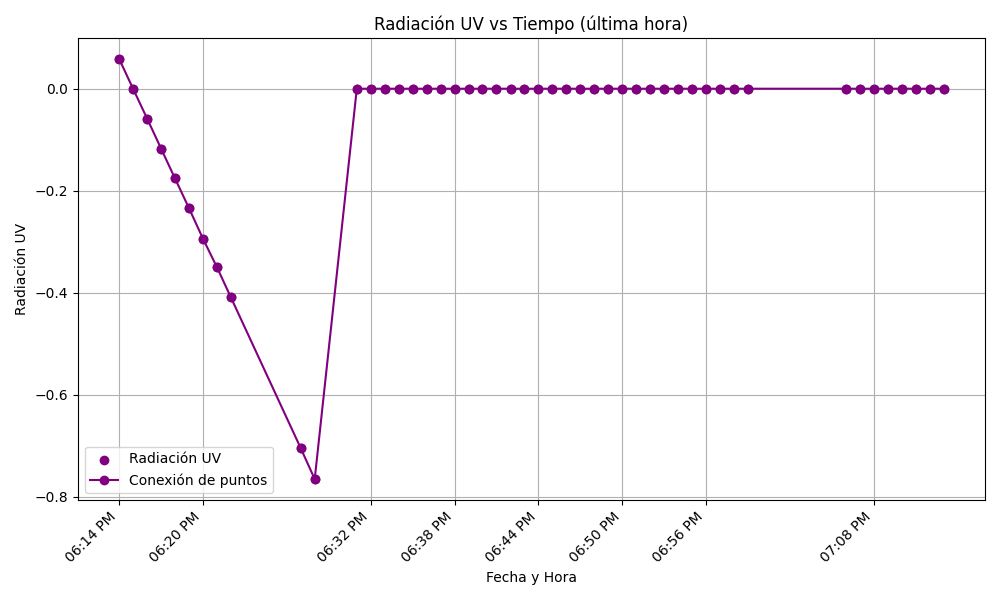 Radiación UV vs Tiempo (última hora)
Radiación UV
0.0
−0.2
−0.4
−0.6
−0.8
Radiación UV
Conexión de puntos
06:14 PM
06:20 PM
06:32 PM
06:38 PM
06:44 PM
06:50 PM
06:56 PM
07:08 PM
Fecha y Hora